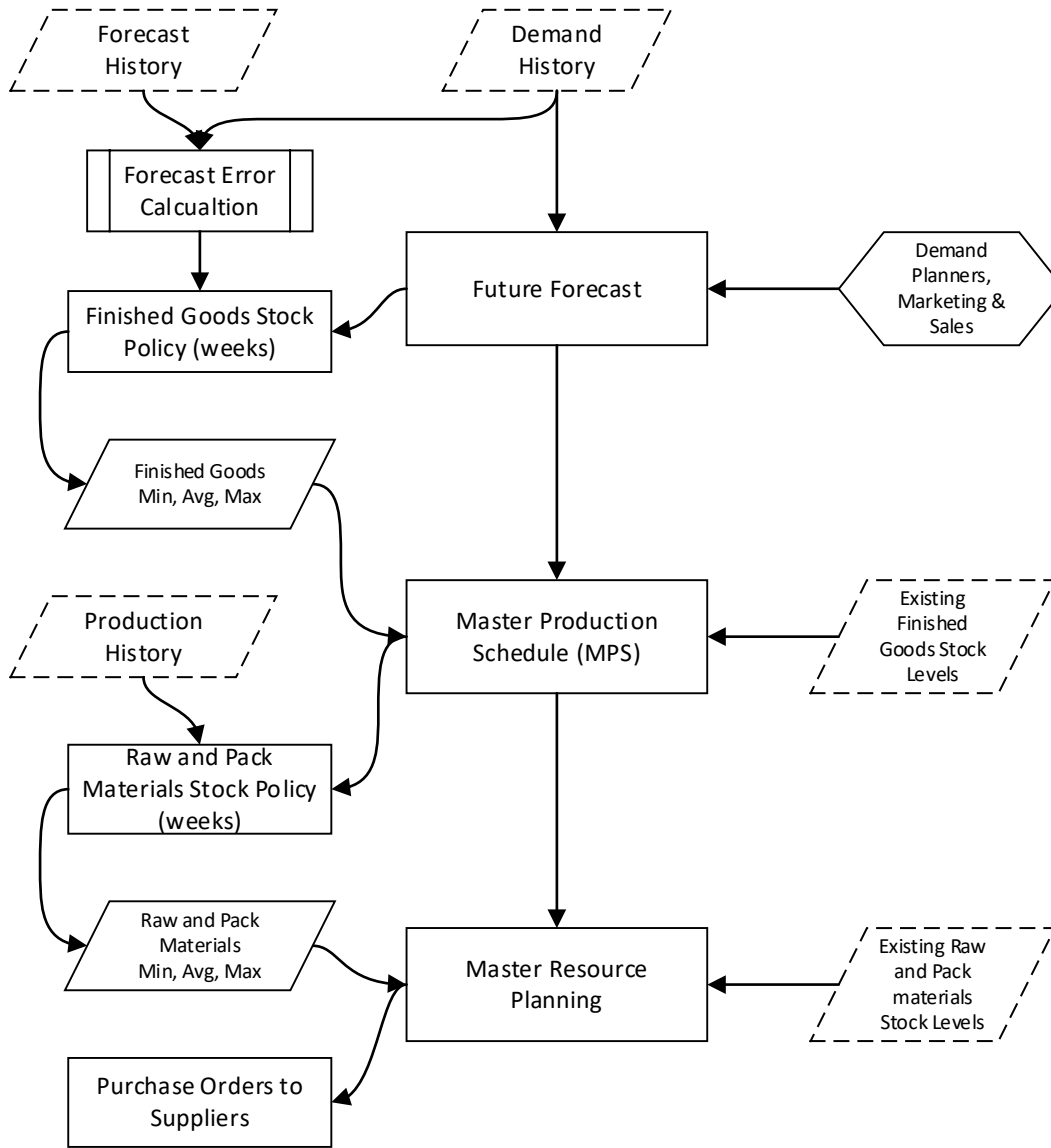 Forecast
History
Demand
History
Forecast Error
Calcualtion
Future Forecast
Demand
Planners,
Marketing &
Sales
Finished Goods Stock
Policy (weeks)
Finished Goods
Min, Avg, Max
Production
History
Master Production
Schedule (MPS)
Existing
Finished
Goods Stock
Levels
Raw and Pack
Materials Stock Policy
(weeks)
Raw and Pack
Materials
Min, Avg, Max
Master Resource
Planning
Existing Raw
and Pack
materials
Stock Levels
Purchase Orders to
Suppliers